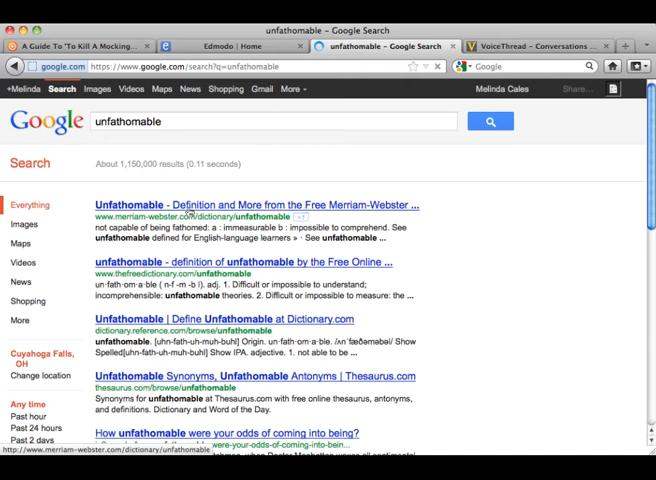 unfathomable - Google Search
A Guide To 'To Kill A Mocking...
Edmodo | Home
unfathomable - Google Search
VoiceThread - Conversations ...
google.com
https://www.google.com/search?q=unfathomable
Google
+Melinda Search Images Videos Maps News Shopping Gmail More
Melinda Cales
Share...
Google
unfathomable
Search
About 1,150,000 results (0.11 seconds)
Everything
Images
Maps
Videos
News
Shopping
More
Cuyahoga Falls,
OH
Change location
Any time
Past hour
Past 24 hours
Past 2 days
Unfathomable - Definition and More from the Free Merriam-Webster ...
www.merriam-webster.com/dictionary/unfathomable
not capable of being fathomed: a : immeasurable b : impossible to comprehend. See
unfathomable defined for English-language learners » · See unfathomable ...
unfathomable - definition of unfathomable by the Free Online ...
www.thefreedictionary.com/unfathomable
un·fath·om·a·ble ( n-f -m -b l). adj. 1. Difficult or impossible to understand;
incomprehensible: unfathomable theories. 2. Difficult or impossible to measure: the ...
Unfathomable | Define Unfathomable at Dictionary.com
dictionary.reference.com/browse/unfathomable
unfathomable. [uhn-fath-uh-muh-buhl] Origin. un·fath·om·a·ble. /ʌnˈfæðəməbəl/ Show
Spelled[uhn-fath-uh-muh-buhl] Show IPA. adjective. 1. not able to be ...
Unfathomable Synonyms, Unfathomable Antonyms | Thesaurus.com
thesaurus.com/browse/unfathomable
Synonyms for unfathomable at Thesaurus.com with free online thesaurus, antonyms,
and definitions. Dictionary and Word of the Day.
How unfathomable were your odds of coming into being?
were-your-odds-of-coming-into-bein...
http://www.merriam-webster.com/dictionary/unfathomable